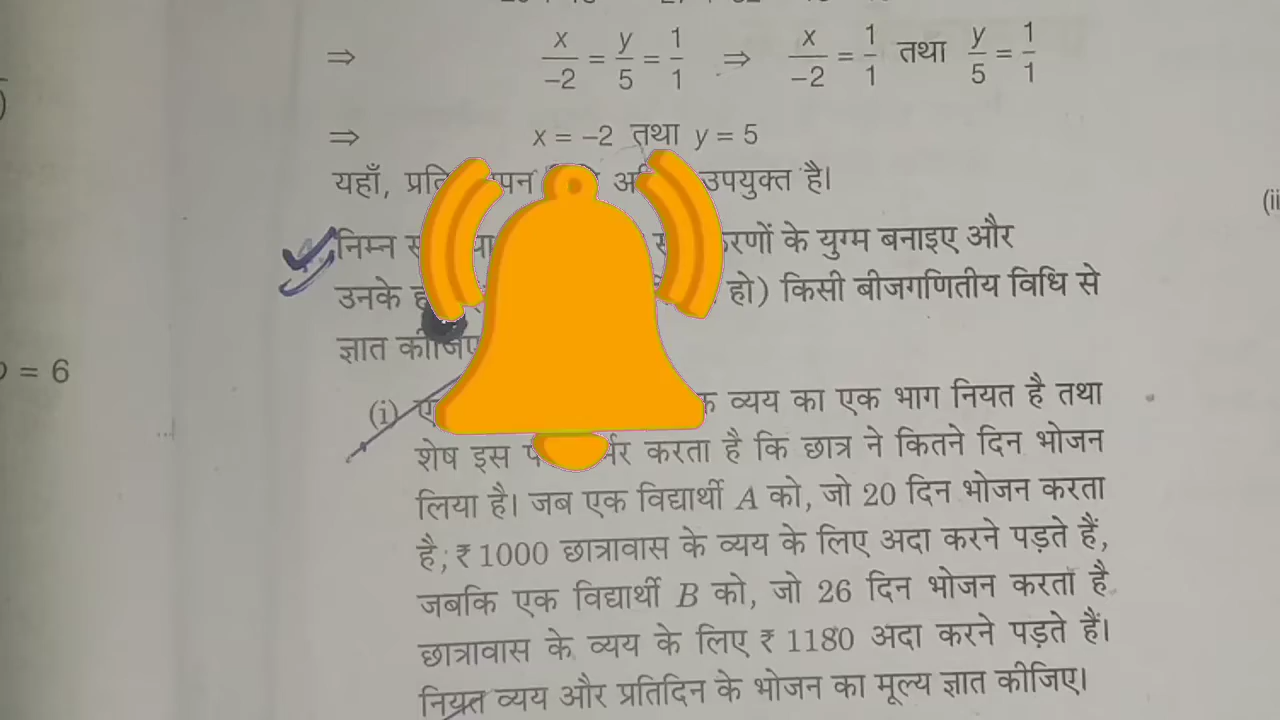 ⇒ x/-2 = y/5 = 1/1 ⇒ x/-2 = 1/1 तथा y/5 = 1/1
⇒ x = -2 तथा y = 5
यहाँ, उपयुक्त है।
(ii
निम्न के युग्म बनाइए और
उनके हो) किसी बीजगणितीय विधि से
ज्ञात कीजिए
= 6
(i) व्यय का एक भाग नियत है तथा
शेष इस करता है कि छात्र ने कितने दिन भोजन
लिया है। जब एक विद्यार्थी A को, जो 20 दिन भोजन करता
है; ₹ 1000 छात्रावास के व्यय के लिए अदा करने पड़ते हैं,
जबकि एक विद्यार्थी B को, जो 26 दिन भोजन करता है
छात्रावास के व्यय के लिए ₹ 1180 अदा करने पड़ते हैं।
नियत व्यय और प्रतिदिन के भोजन का मूल्य ज्ञात कीजिए।